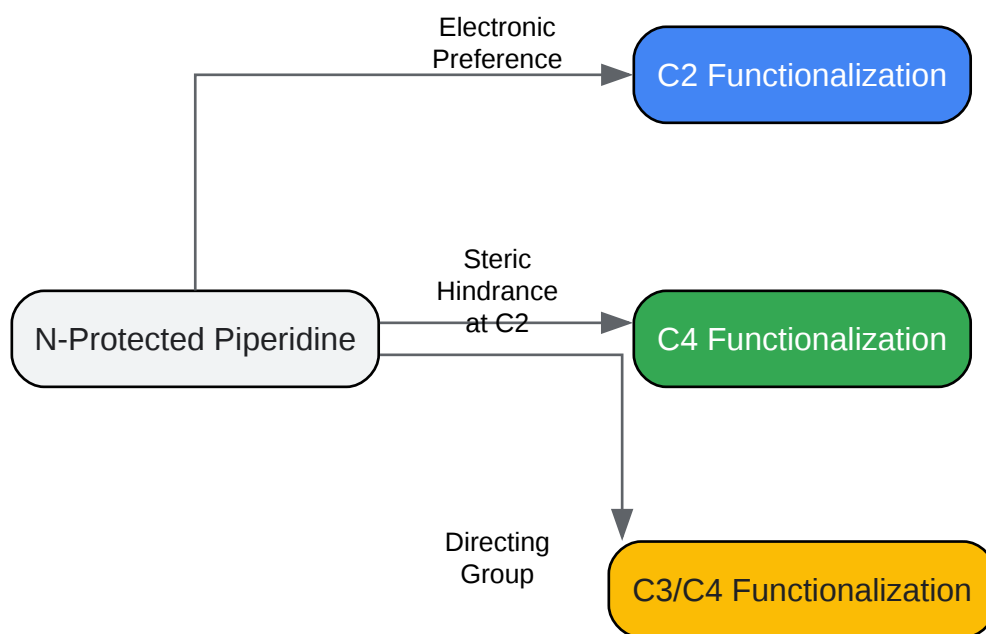 Electronic
Preference
C2 Functionalization
N-Protected Piperidine
Steric
Hindrance
at C2
C4 Functionalization
Directing
Group
C3/C4 Functionalization